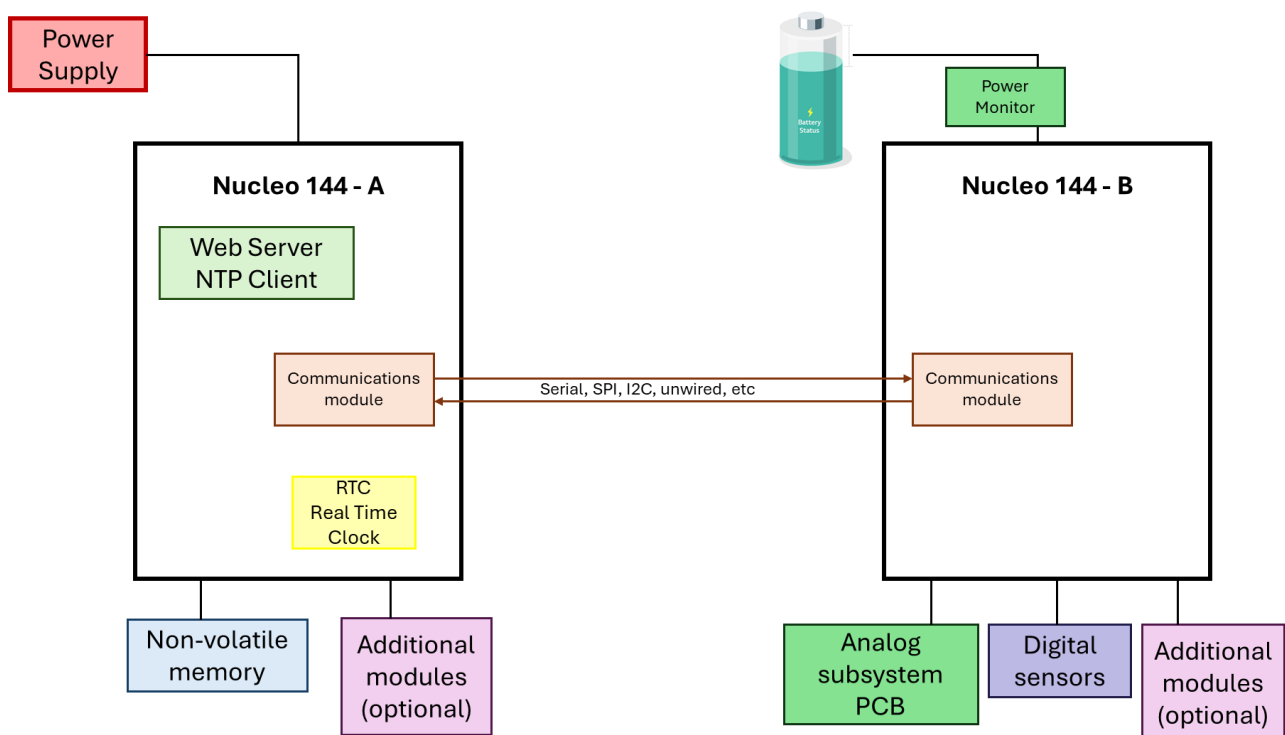 Power
Supply
Battery
Status
Power
Monitor
Nucleo 144 - A
Nucleo 144 - B
Web Server
NTP Client
Communications
module
Serial, SPI, I2C, unwired, etc
Communications
module
RTC
Real Time
Clock
Non-volatile
memory
Additional
modules
(optional)
Analog
subsystem
PCB
Digital
sensors
Additional
modules
(optional)